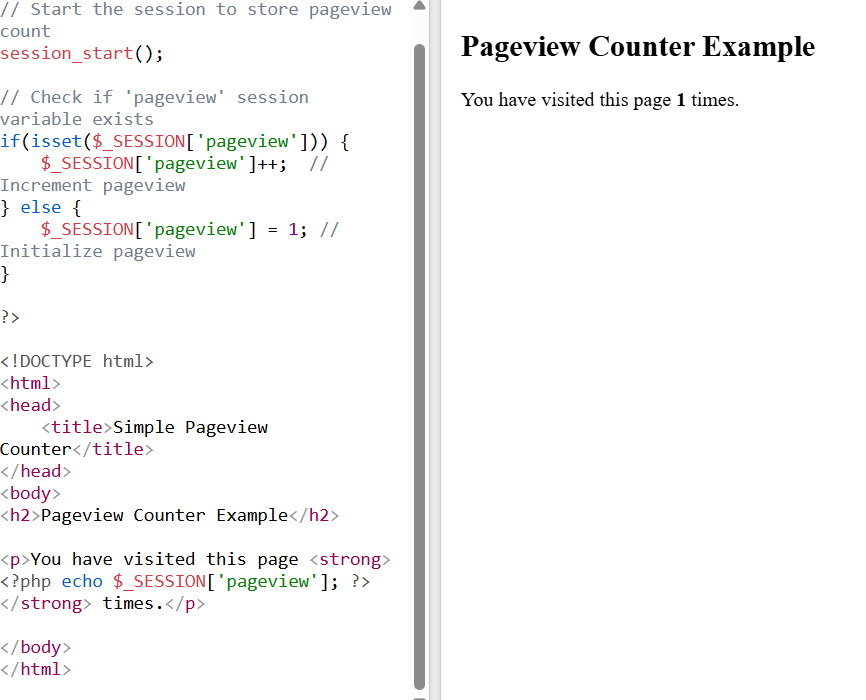 // Start the session to store pageview
count
session_start();
// Check if 'pageview' session
variable exists
if(isset($_SESSION['pageview'])) {
    $_SESSION['pageview']++;  //
Increment pageview
} else {
    $_SESSION['pageview'] = 1; //
Initialize pageview
}
?>
<!DOCTYPE html>
<html>
<head>
    <title>Simple Pageview
Counter</title>
</head>
<body>
<h2>Pageview Counter Example</h2>
<p>You have visited this page <strong>
<?php echo $_SESSION['pageview']; ?>
</strong> times.</p>
</body>
</html>
Pageview Counter Example
You have visited this page 1 times.